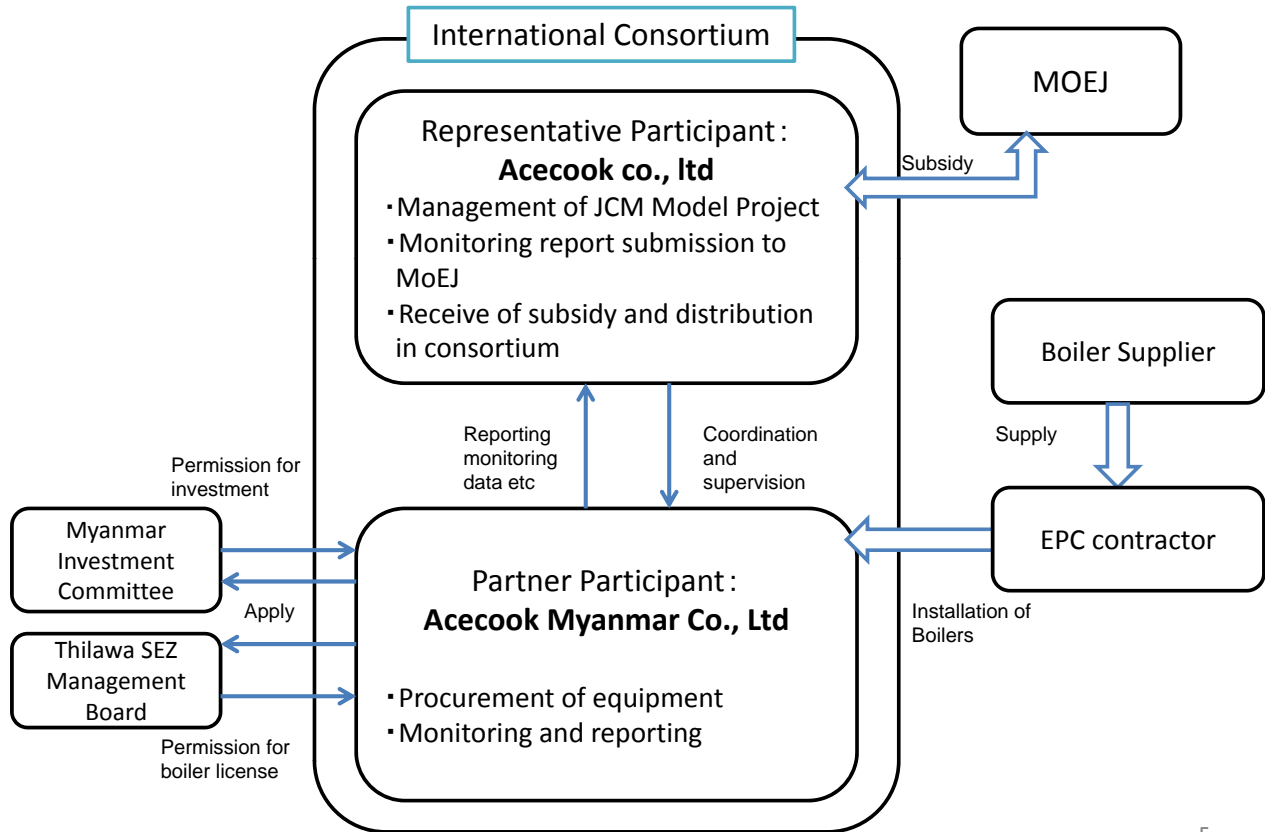 International Consortium
MOEJ
Representative Participant：
Acecook co., ltd
・Management of JCM Model Project
・Monitoring report submission to
MoEJ
・Receive of subsidy and distribution
in consortium
Subsidy
Boiler Supplier
Supply
EPC contractor
Installation of
Boilers
Reporting
monitoring
data etc
Coordination
and
supervision
Permission for
investment
Myanmar
Investment
Committee
Apply
Thilawa SEZ
Management
Board
Permission for
boiler license
Partner Participant：
Acecook Myanmar Co., Ltd
・Procurement of equipment
・Monitoring and reporting
5